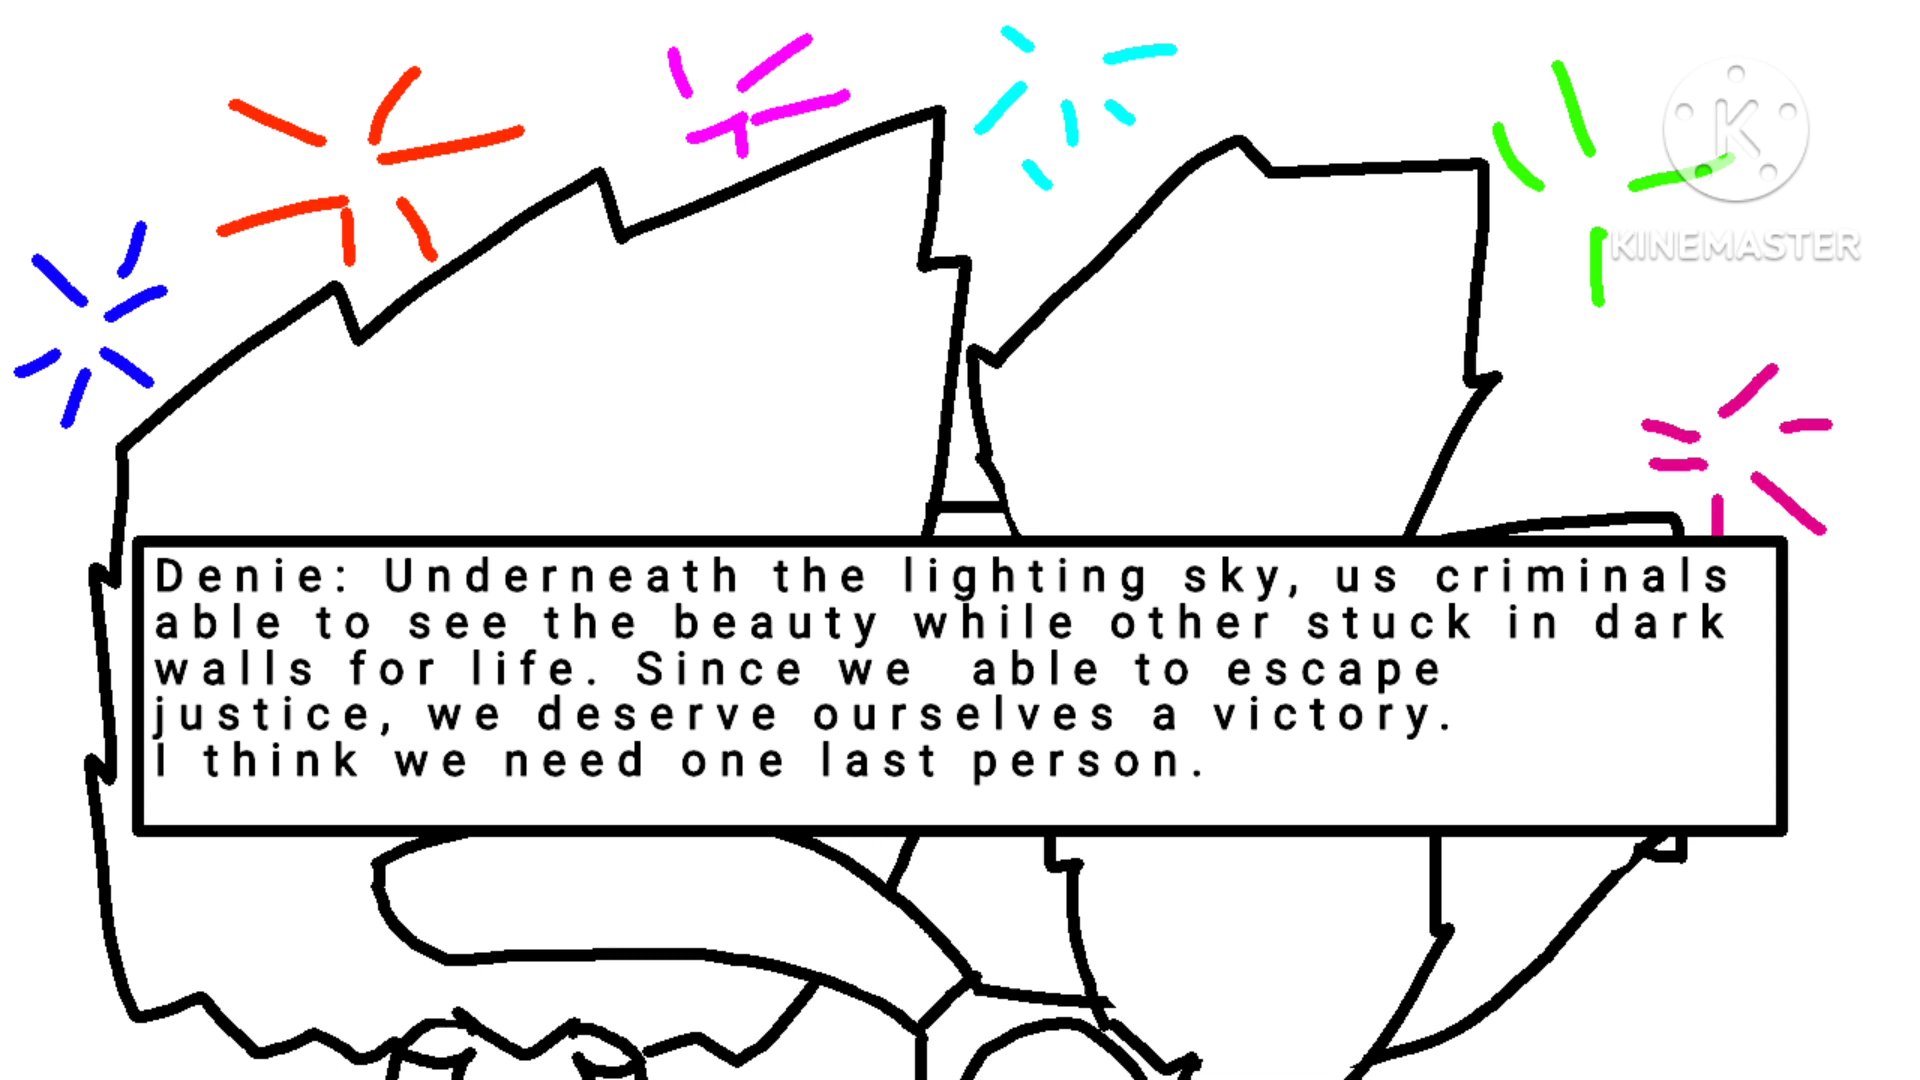 KINEMASTER
Denie: Underneath the lighting sky, us criminals
able to see the beauty while other stuck in dark
walls for life. Since we able to escape
justice, we deserve ourselves a victory.
I think we need one last person.